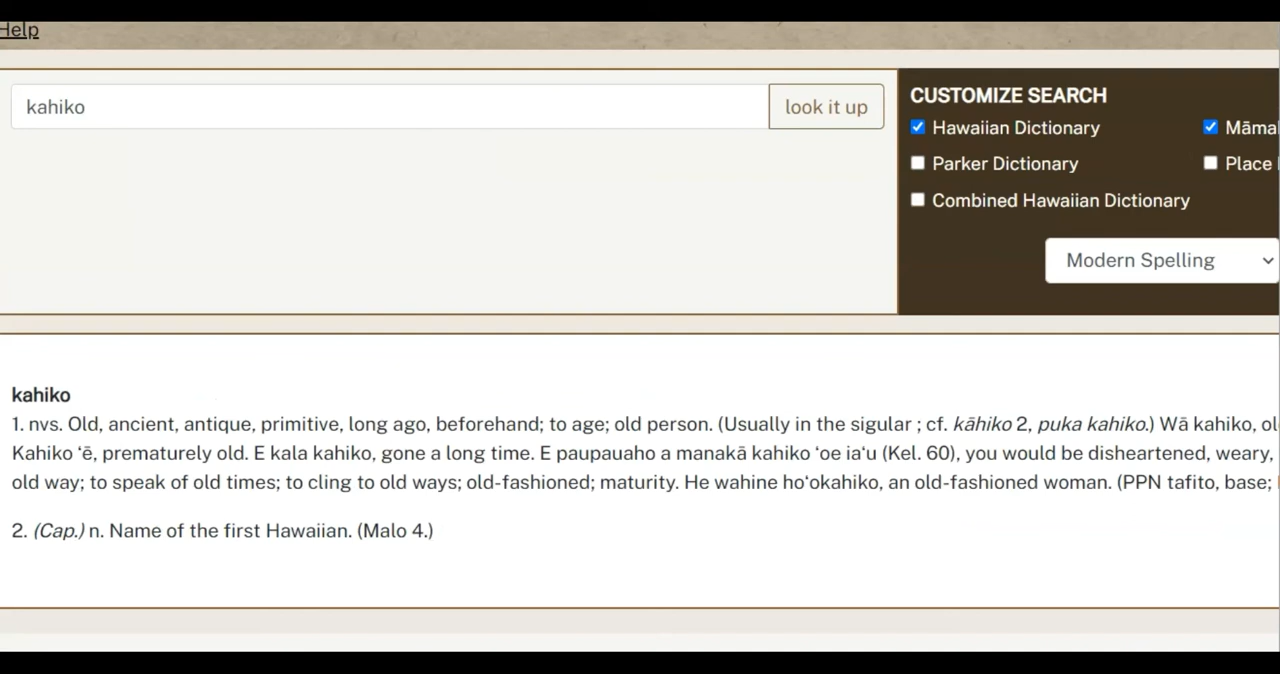 Help
kahiko
look it up
CUSTOMIZE SEARCH
Hawaiian Dictionary
Parker Dictionary
Place
Combined Hawaiian Dictionary
Modern Spelling
kahiko
1. nvs. Old, ancient, antique, primitive, long ago, beforehand; to age; old person. (Usually in the sigular ; cf. kāhiko 2, puka kahiko.) Wā kahiko,
Kahiko ʻē, prematurely old. E kala kahiko, gone a long time. E paupauaho a manakā kahiko ʻoe iaʻu (Kel. 60), you would be disheartened, weary,
old way; to speak of old times; to cling to old ways; old-fashioned; maturity. He wahine hoʻokahiko, an old-fashioned woman. (PPN tafito, base;
2. (Cap.) n. Name of the first Hawaiian. (Malo 4.)